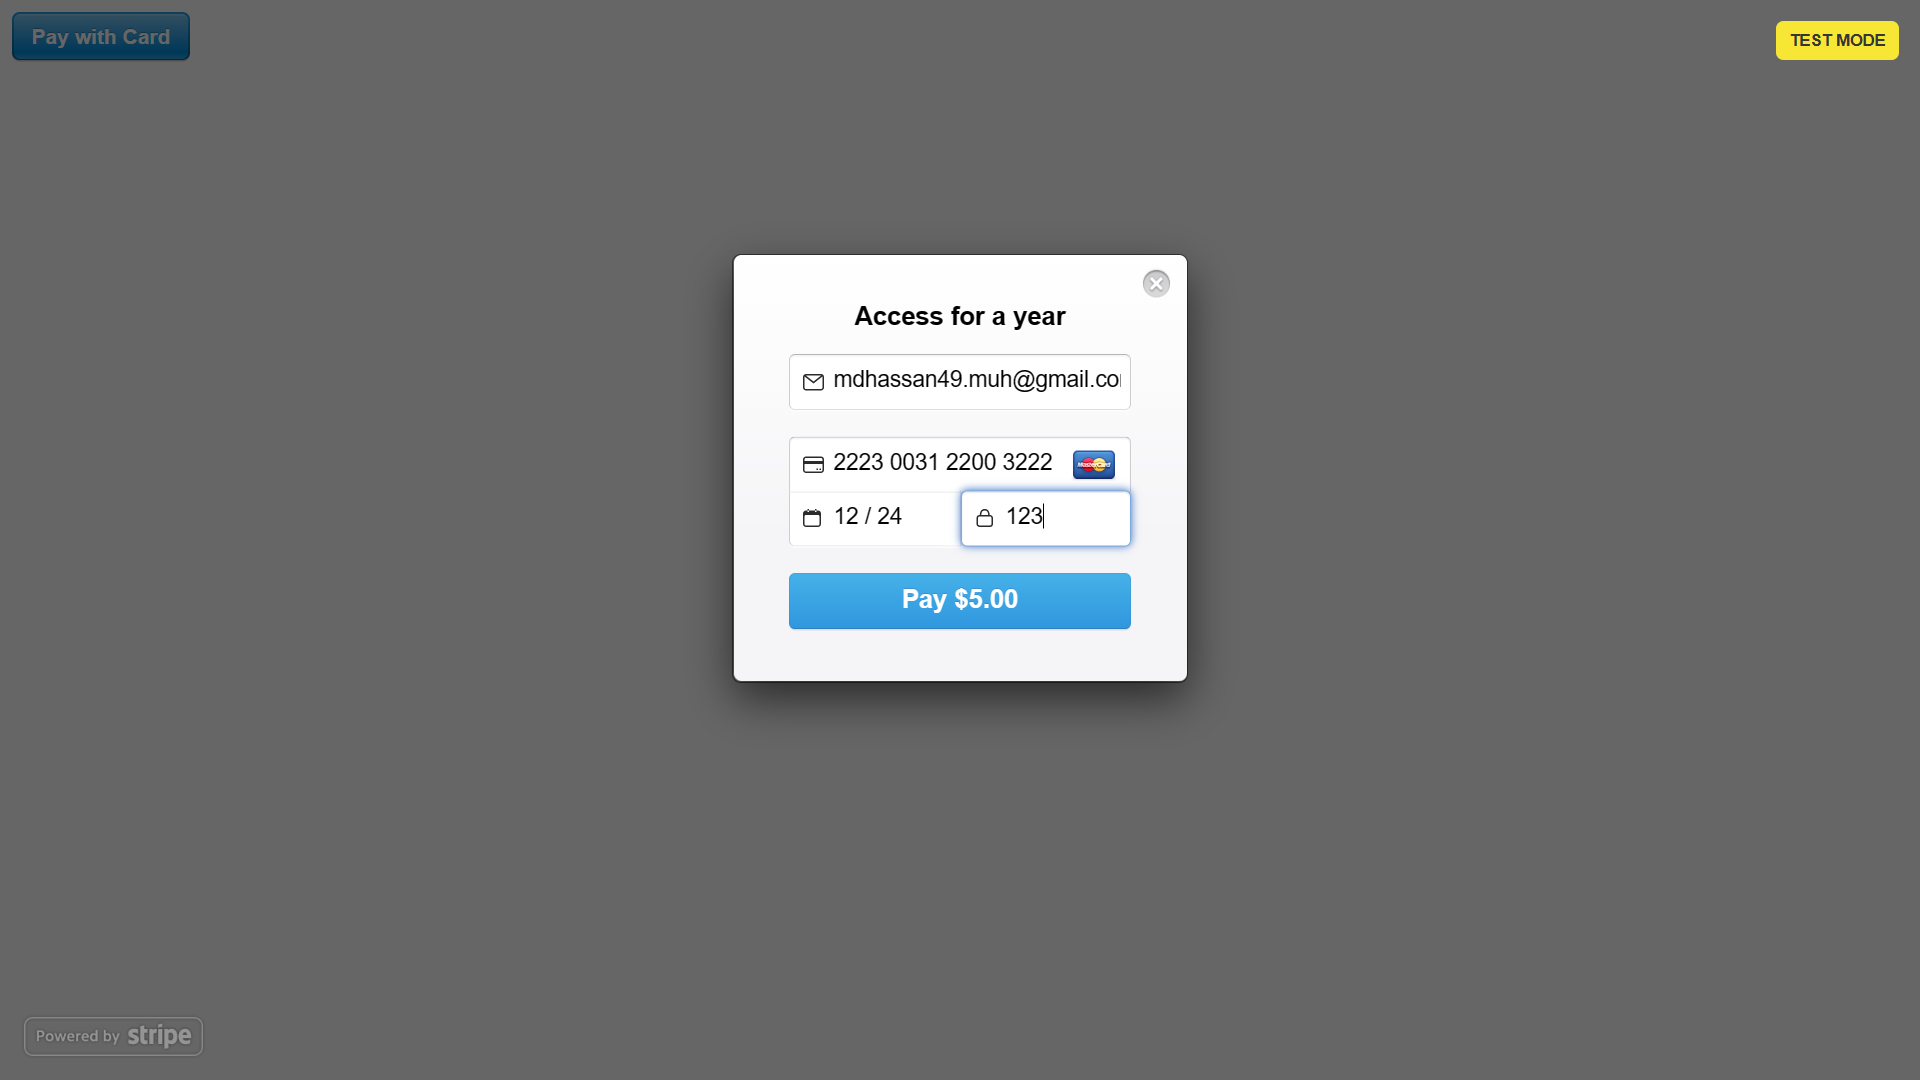 Pay with Card
TEST MODE
Access for a year
mdhassan49.muh@gmail.co
2223 0031 2200 3222
MasterCard
12 / 24
123
Pay $5.00
Powered by stripe